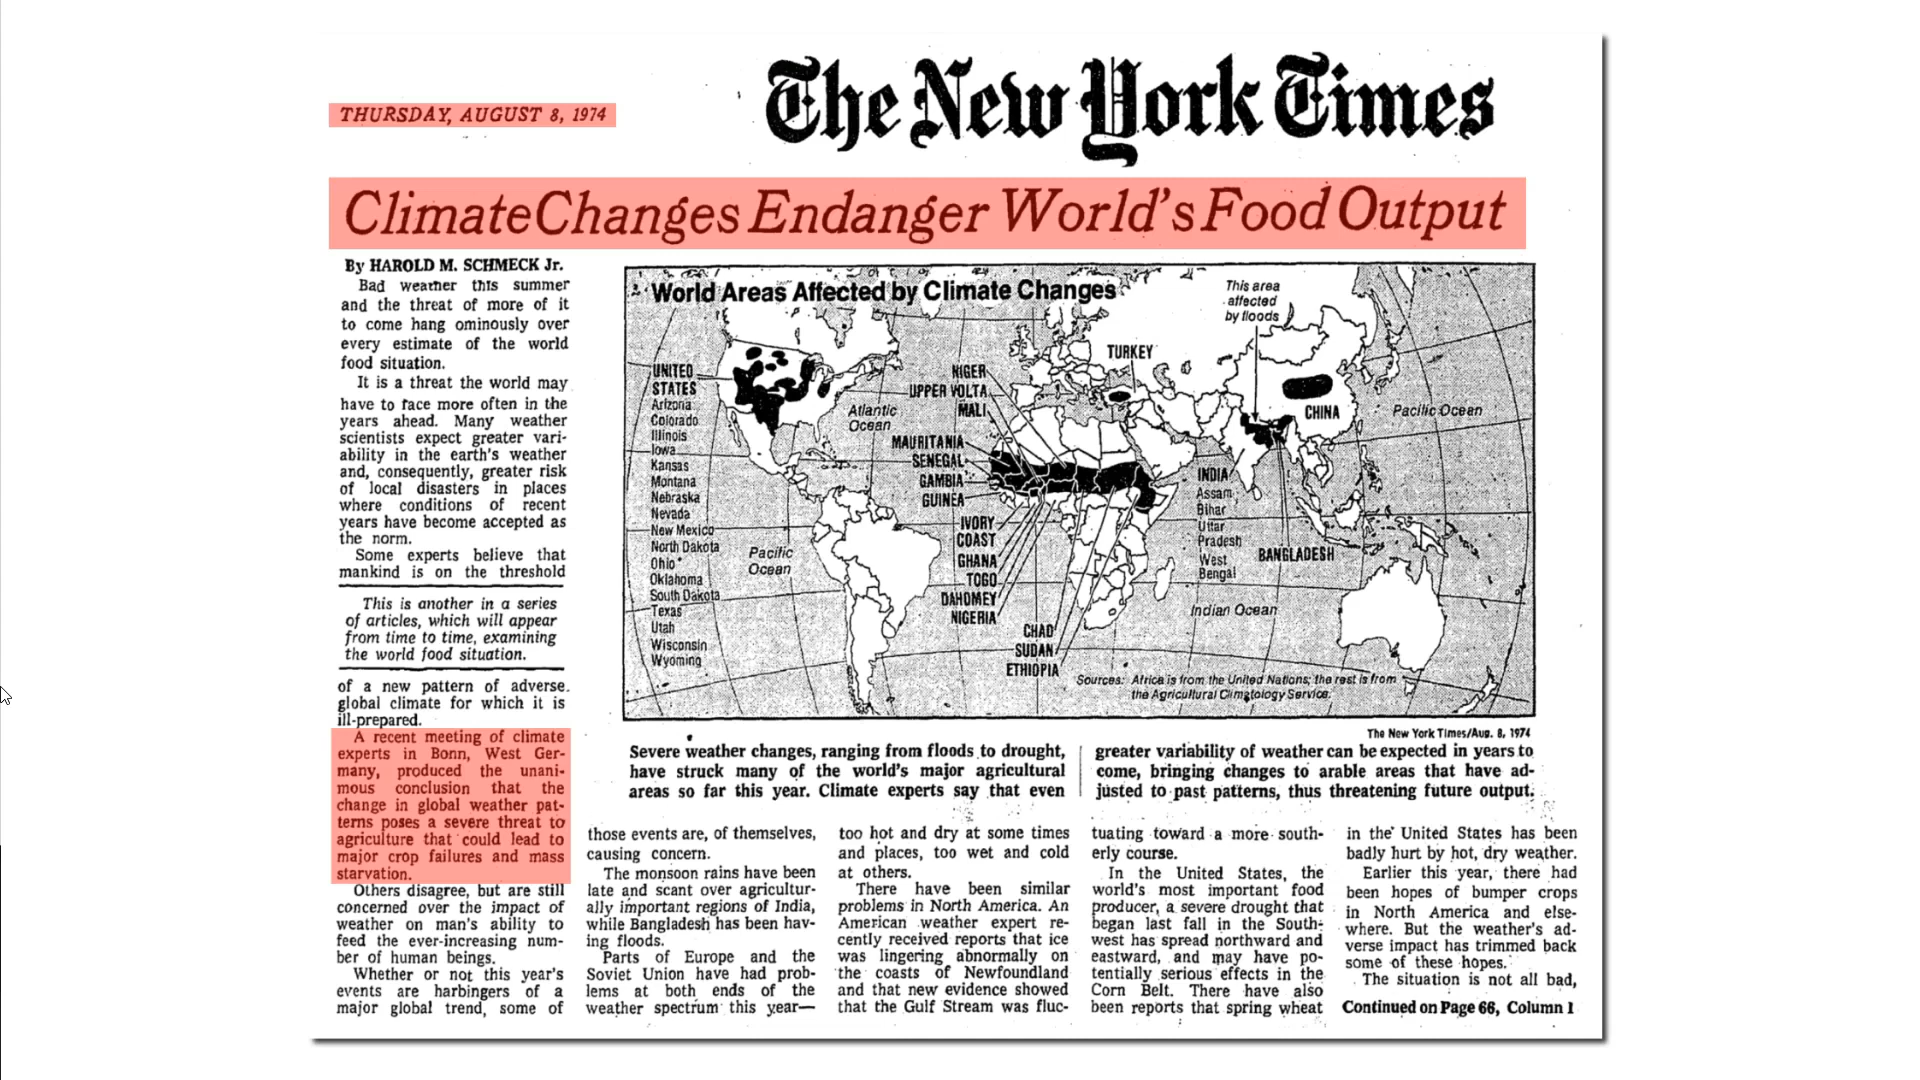 THURSDAY, AUGUST 8, 1974
The New York Times
Climate Changes Endanger World's Food Output
By HAROLD M. SCHMECK Jr.
Bad weather this summer
and the threat of more of it
to come hang ominously over
every estimate of the world
food situation.
It is a threat the world may
have to face more often in the
years ahead. Many weather
scientists expect greater vari-
ability in the earth's weather
and, consequently, greater risk
of local disasters in places
where conditions of recent
years have become accepted as
the norm.
Some experts believe that
mankind is on the threshold
This is another in a series
of articles, which will appear
from time to time, examining
the world food situation.
of a new pattern of adverse
global climate for which it is
ill-prepared.
A recent meeting of climate
experts in Bonn, West Ger-
many, produced the unani-
mous conclusion that the
change in global weather pat-
terns poses a severe threat to
agriculture that could lead to
major crop failures and mass
starvation.
Others disagree, but are still
concerned over the impact of
weather on man's ability to
feed the ever-increasing num-
ber of human beings.
Whether or not this year's
events are harbingers of a
major global trend, some of
World Areas Affected by Climate Changes
This area
affected
by floods
UNITED
STATES
Arizona
Colorado
Illinois
Iowa
Kansas
Montana
Nebraska
Nevada
New Mexico
North Dakota
Ohio
Oklahoma
South Dakota
Texas
Utah
Wisconsin
Wyoming
Pacific
Ocean
Atlantic
Ocean
NIGER
UPPER VOLTA
MALI
MAURITANIA
SENEGAL
GAMBIA
GUINEA
IVORY
COAST
GHANA
TOGO
DAHOMEY
NIGERIA
CHAD
SUDAN
ETHIOPIA
TURKEY
CHINA
Pacific Ocean
INDIA
Assam
Bihar
Uttar
Pradesh
West
Bengal
BANGLADESH
Indian Ocean
Sources: Africa is from the United Nations; the rest is from
the Agricultural Climatology Service.
The New York Times/Aug. 8, 1974
Severe weather changes, ranging from floods to drought,
have struck many of the world's major agricultural
areas so far this year. Climate experts say that even
greater variability of weather can be expected in years to
come, bringing changes to arable areas that have ad-
justed to past patterns, thus threatening future output.
those events are, of themselves,
causing concern.
The monsoon rains have been
late and scant over agricultur-
ally important regions of India,
while Bangladesh has been hav-
ing floods.
Parts of Europe and the
Soviet Union have had prob-
lems at both ends of the
weather spectrum this year—
too hot and dry at some times
and places, too wet and cold
at others.
There have been similar
problems in North America. An
American weather expert re-
cently received reports that ice
was lingering abnormally on
the coasts of Newfoundland
and that new evidence showed
that the Gulf Stream was fluc-
tuating toward a more south-
erly course.
In the United States, the
world's most important food
producer, a severe drought that
began last fall in the South-
west has spread northward and
eastward, and may have po-
tentially serious effects in the
Corn Belt. There have also
been reports that spring wheat
in the United States has been
badly hurt by hot, dry weather.
Earlier this year, there had
been hopes of bumper crops
in North America and else-
where. But the weather's ad-
verse impact has trimmed back
some of these hopes.
The situation is not all bad,
Continued on Page 66, Column 1